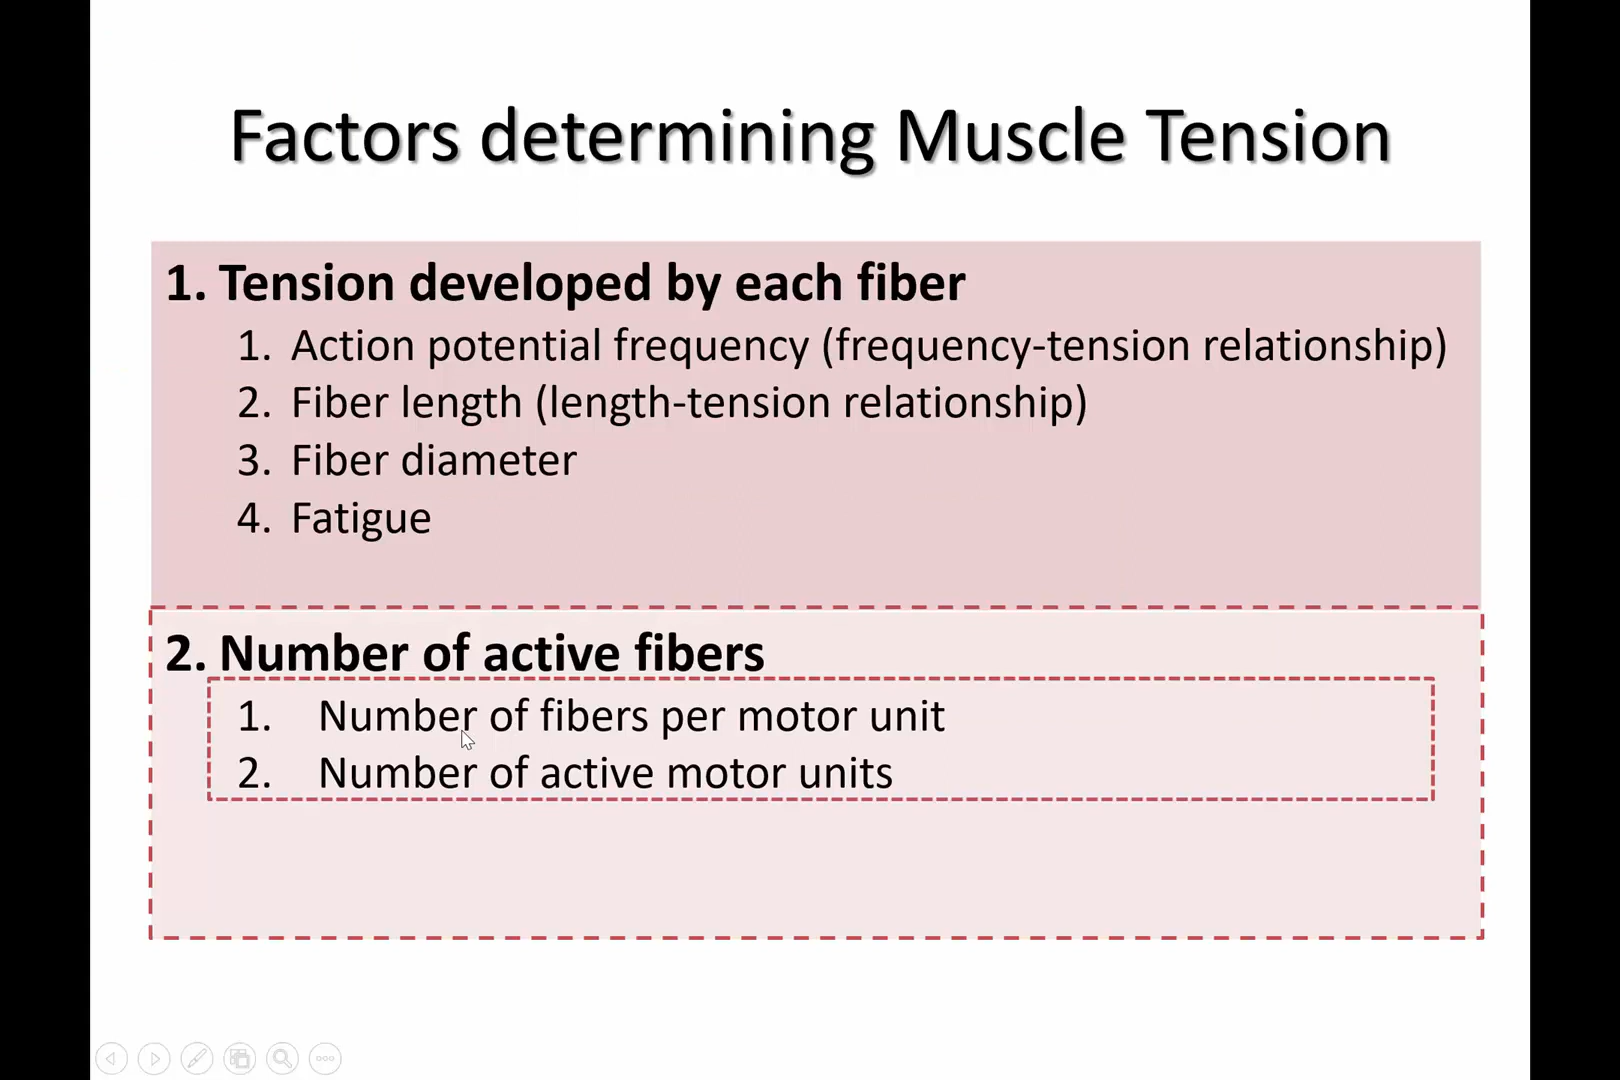 Factors determining Muscle Tension
1. Tension developed by each fiber
1. Action potential frequency (frequency-tension relationship)
2. Fiber length (length-tension relationship)
3. Fiber diameter
4. Fatigue
2. Number of active fibers
1. Number of fibers per motor unit
2. Number of active motor units